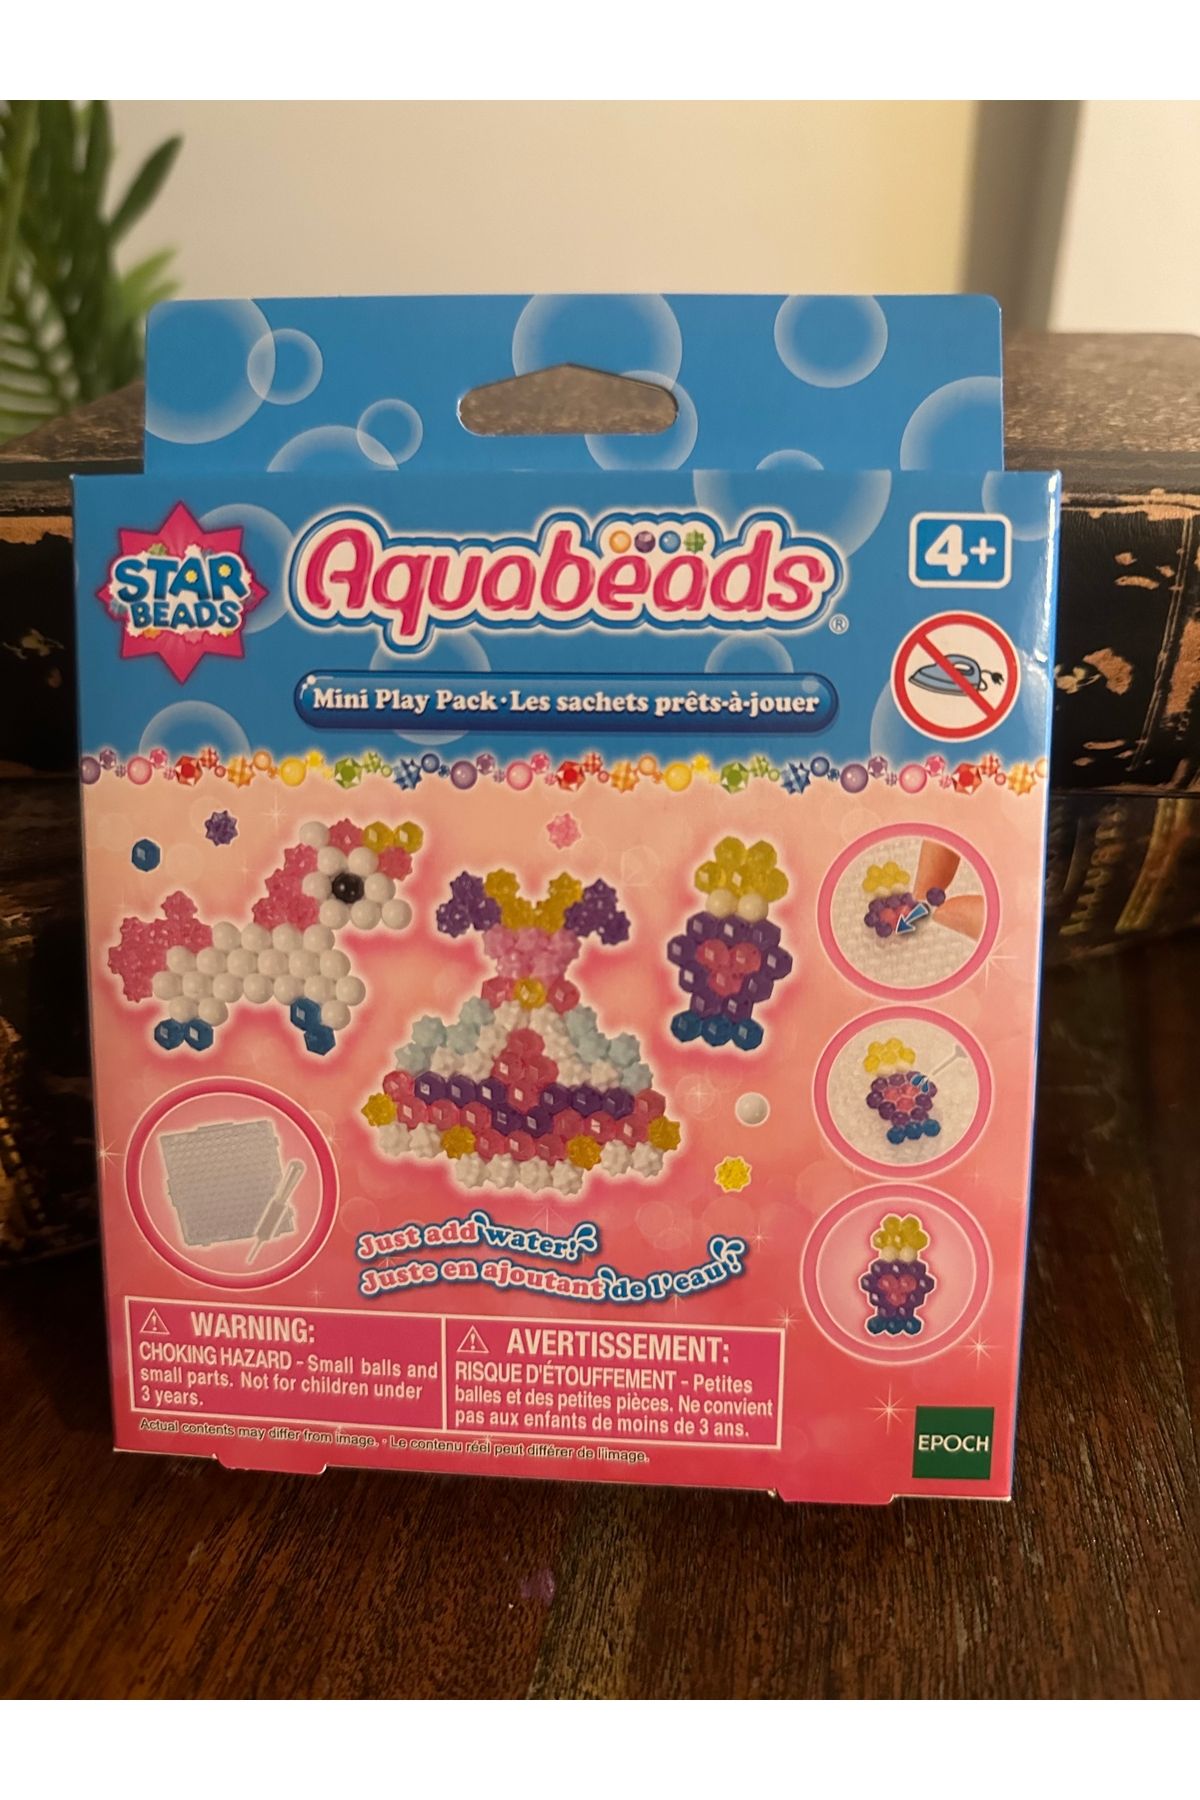 STAR
BEADS
Aquabeads®
4+
Mini Play Pack · Les sachets prêts-à-jouer
Just add water!
Juste en ajoutant de l'eau!
⚠ WARNING:
CHOKING HAZARD - Small balls and
small parts. Not for children under
3 years.
⚠ AVERTISSEMENT:
RISQUE D'ÉTOUFFEMENT - Petites
balles et des petites pièces. Ne convient
pas aux enfants de moins de 3 ans.
Actual contents may differ from image. · Le contenu réel peut différer de l'image.
EPOCH